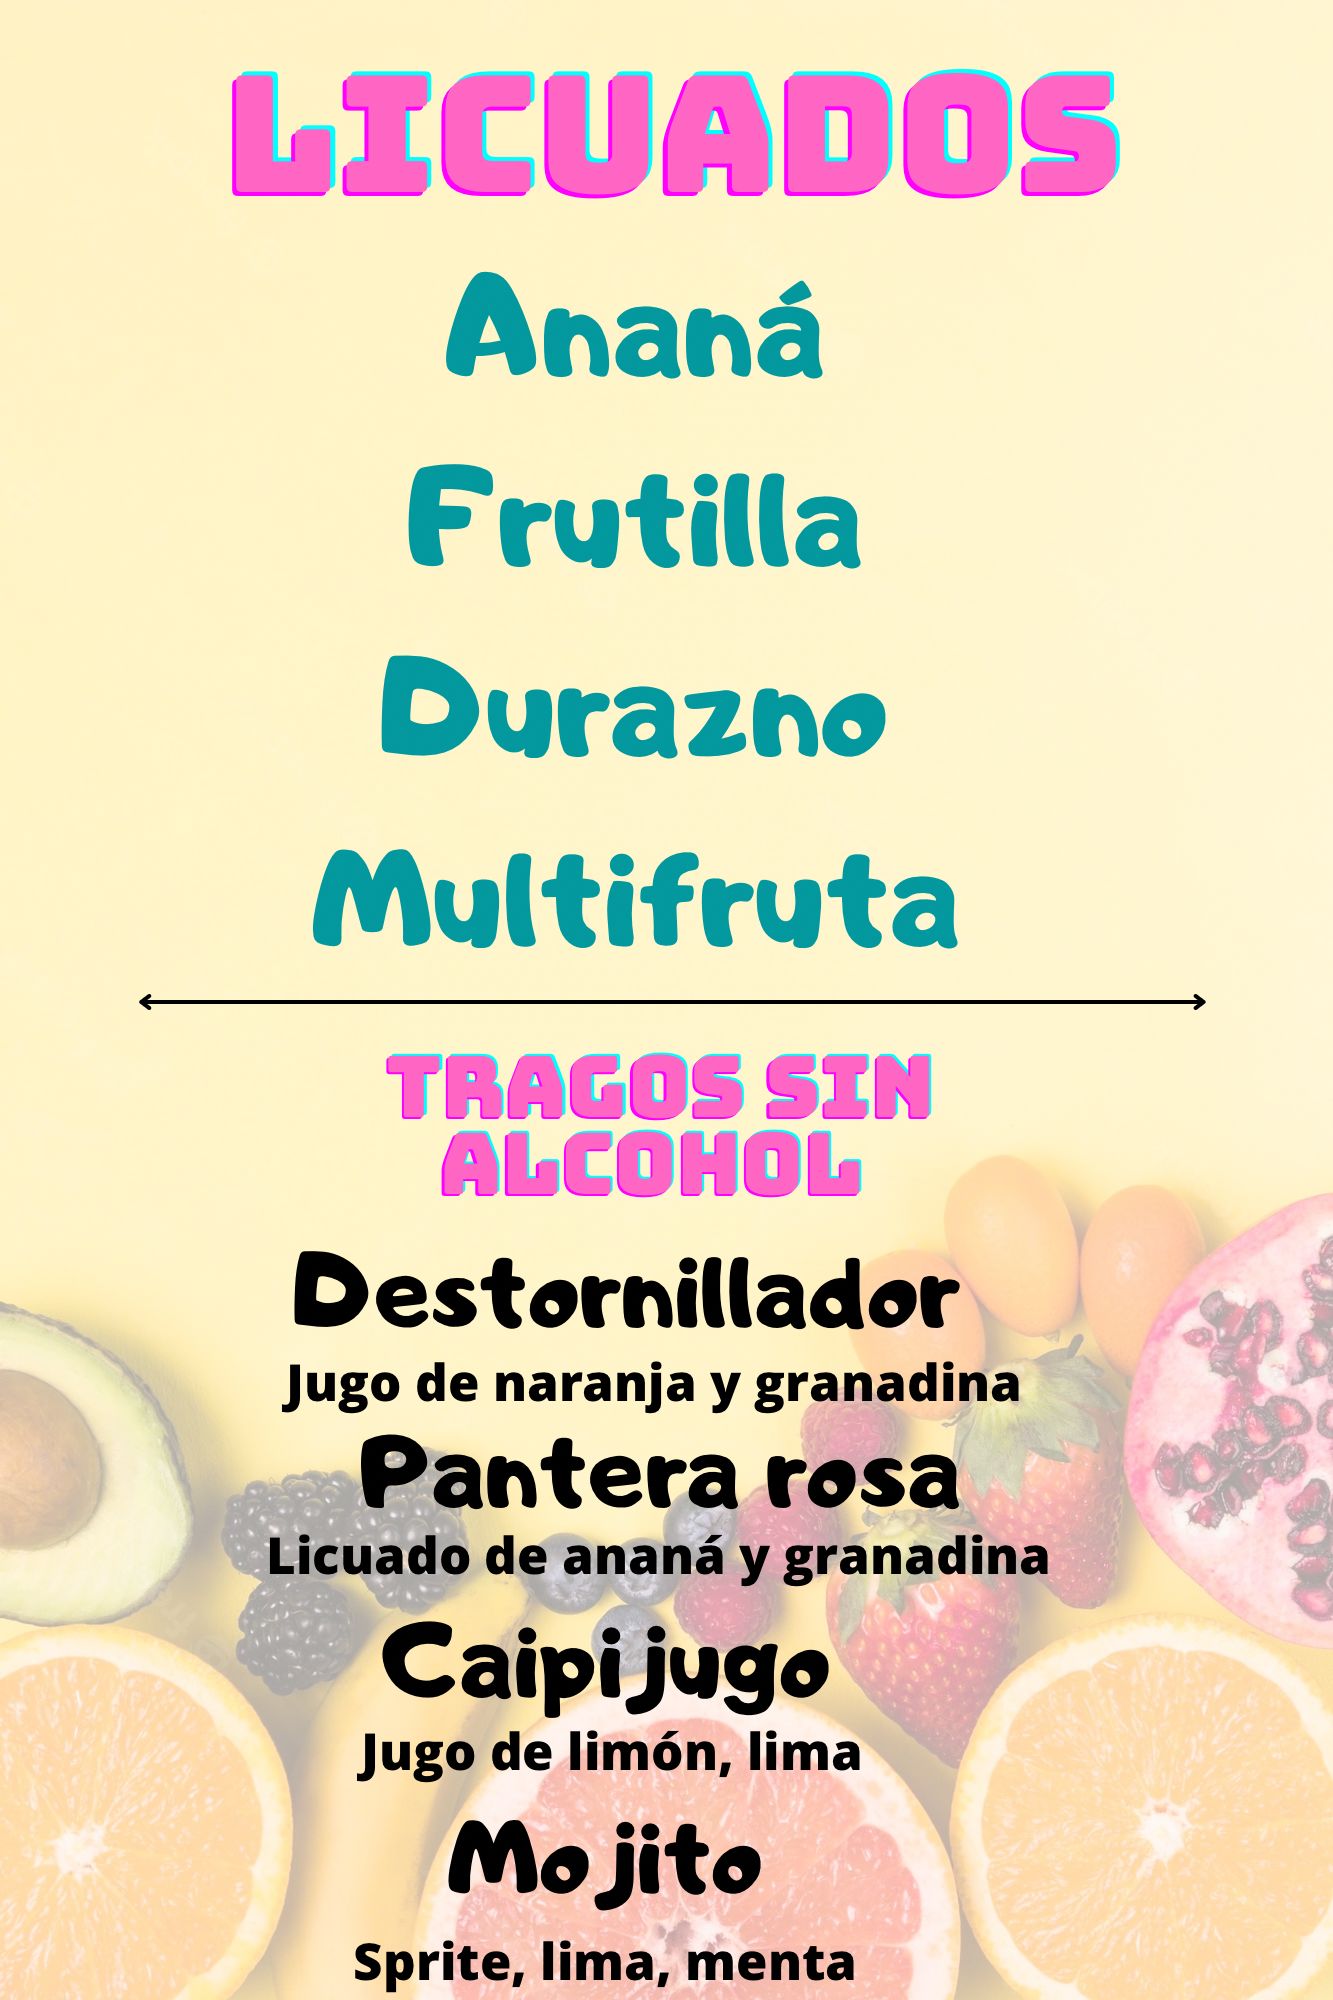 LICUADOS
Ananá
Frutilla
Durazno
Multifruta
TRAGOS SIN
ALCOHOL
Destornillador
Jugo de naranja y granadina
Pantera rosa
Licuado de ananá y granadina
Caipijugo
Jugo de limón, lima
Mojito
Sprite, lima, menta